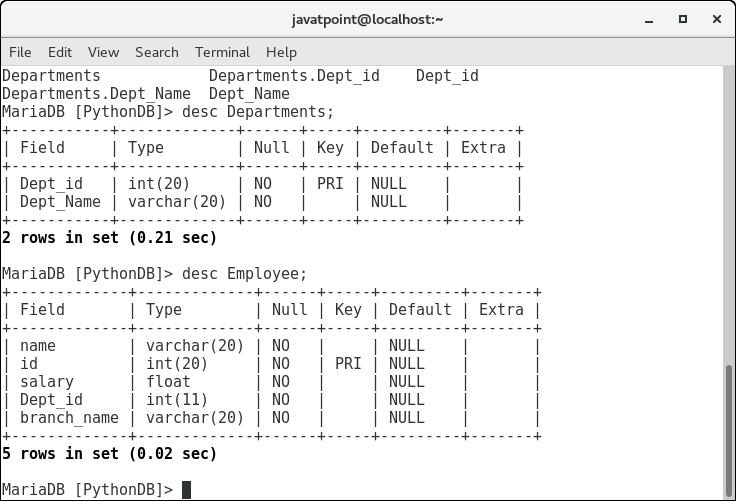 javatpoint@localhost:~
File Edit View Search Terminal Help
Departments            Departments.Dept_id    Dept_id
Departments.Dept_Name  Dept_Name
MariaDB [PythonDB]> desc Departments;
+-----------+-------------+------+-----+---------+-------+
| Field     | Type        | Null | Key | Default | Extra |
+-----------+-------------+------+-----+---------+-------+
| Dept_id   | int(20)     | NO   | PRI | NULL    |       |
| Dept_Name | varchar(20) | NO   |     | NULL    |       |
+-----------+-------------+------+-----+---------+-------+
2 rows in set (0.21 sec)
MariaDB [PythonDB]> desc Employee;
+-------------+-------------+------+-----+---------+-------+
| Field       | Type        | Null | Key | Default | Extra |
+-------------+-------------+------+-----+---------+-------+
| name        | varchar(20) | NO   |     | NULL    |       |
| id          | int(20)     | NO   | PRI | NULL    |       |
| salary      | float       | NO   |     | NULL    |       |
| Dept_id     | int(11)     | NO   |     | NULL    |       |
| branch_name | varchar(20) | NO   |     | NULL    |       |
+-------------+-------------+------+-----+---------+-------+
5 rows in set (0.02 sec)
MariaDB [PythonDB]>